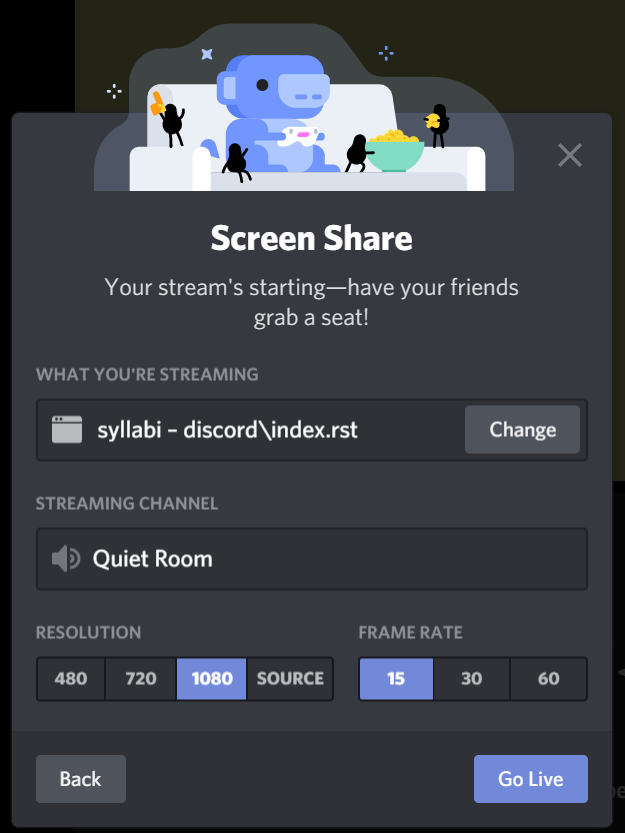 Screen Share
Your stream's starting—have your friends
grab a seat!
WHAT YOU'RE STREAMING
syllabi – discord\index.rst
Change
STREAMING CHANNEL
Quiet Room
RESOLUTION
FRAME RATE
480 720 1080 SOURCE
15 30 60
Back
Go Live